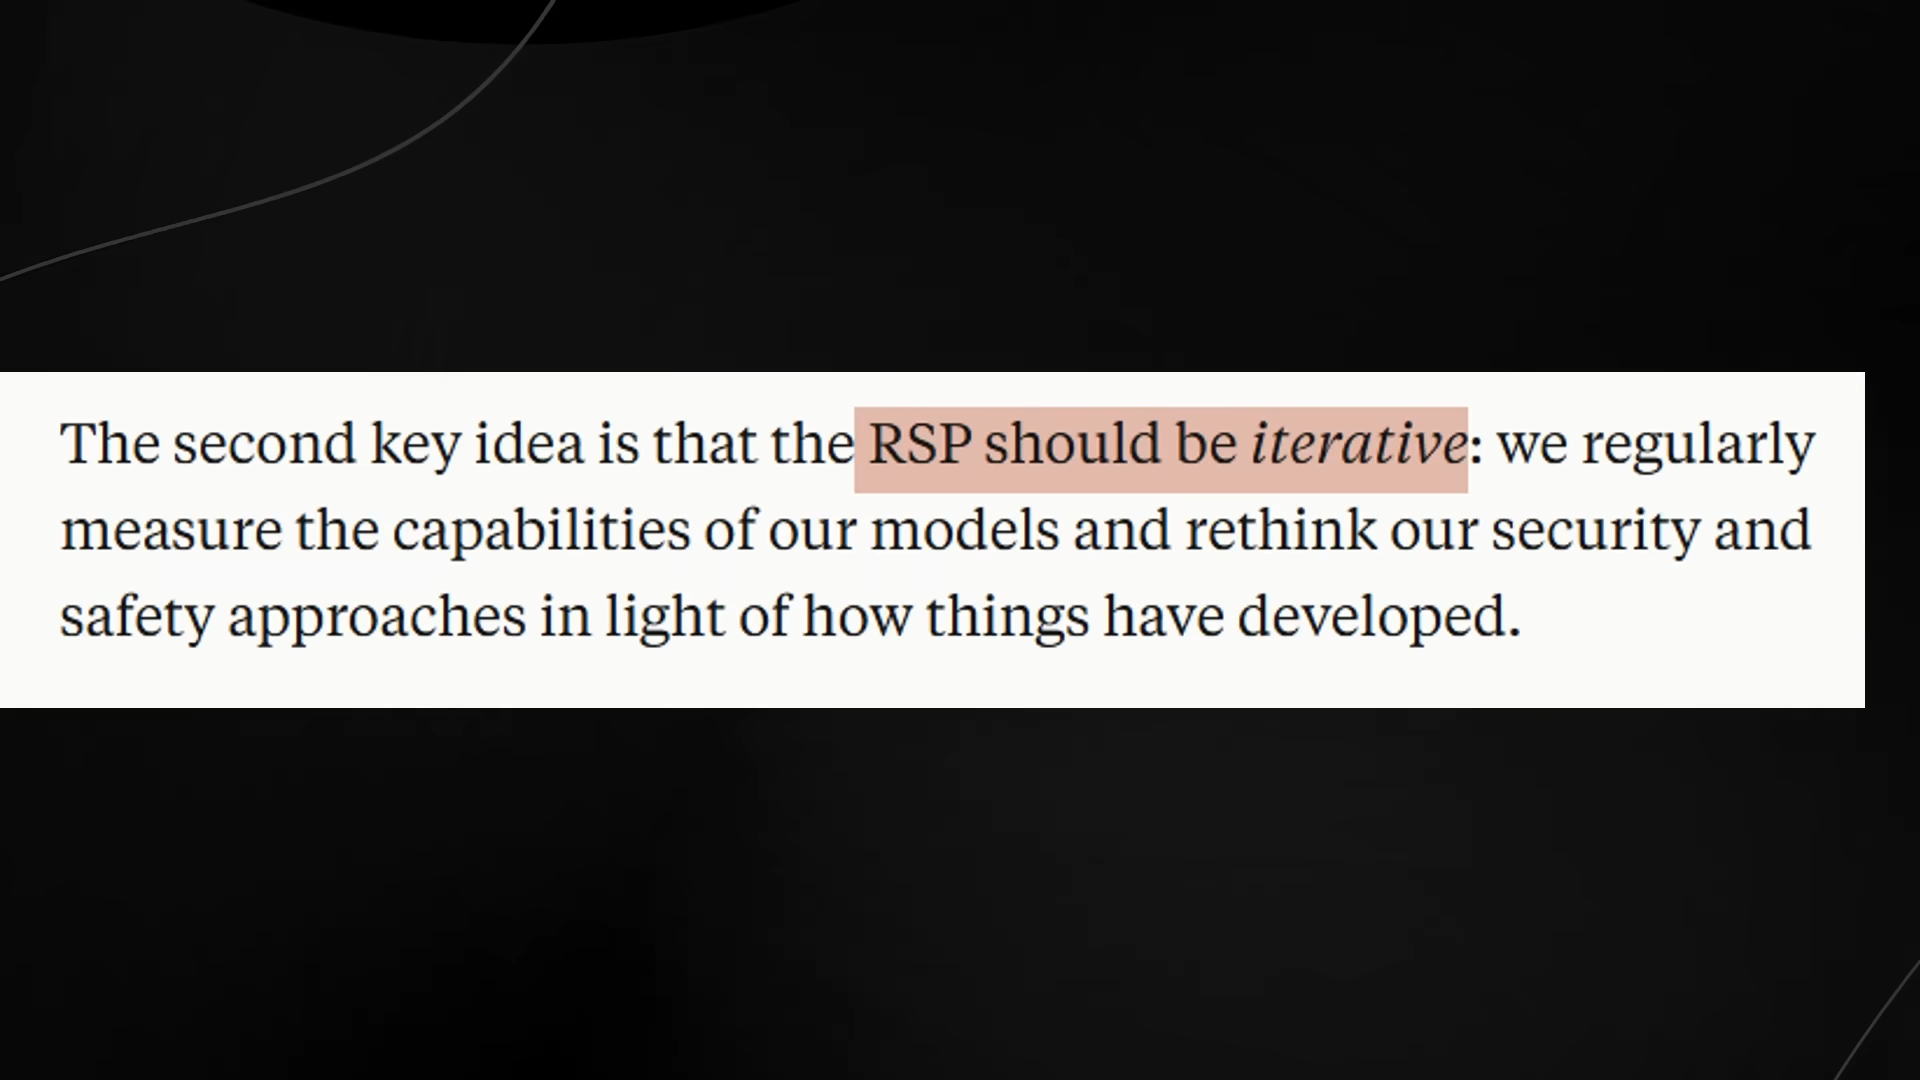 The second key idea is that the RSP should be iterative: we regularly
measure the capabilities of our models and rethink our security and
safety approaches in light of how things have developed.